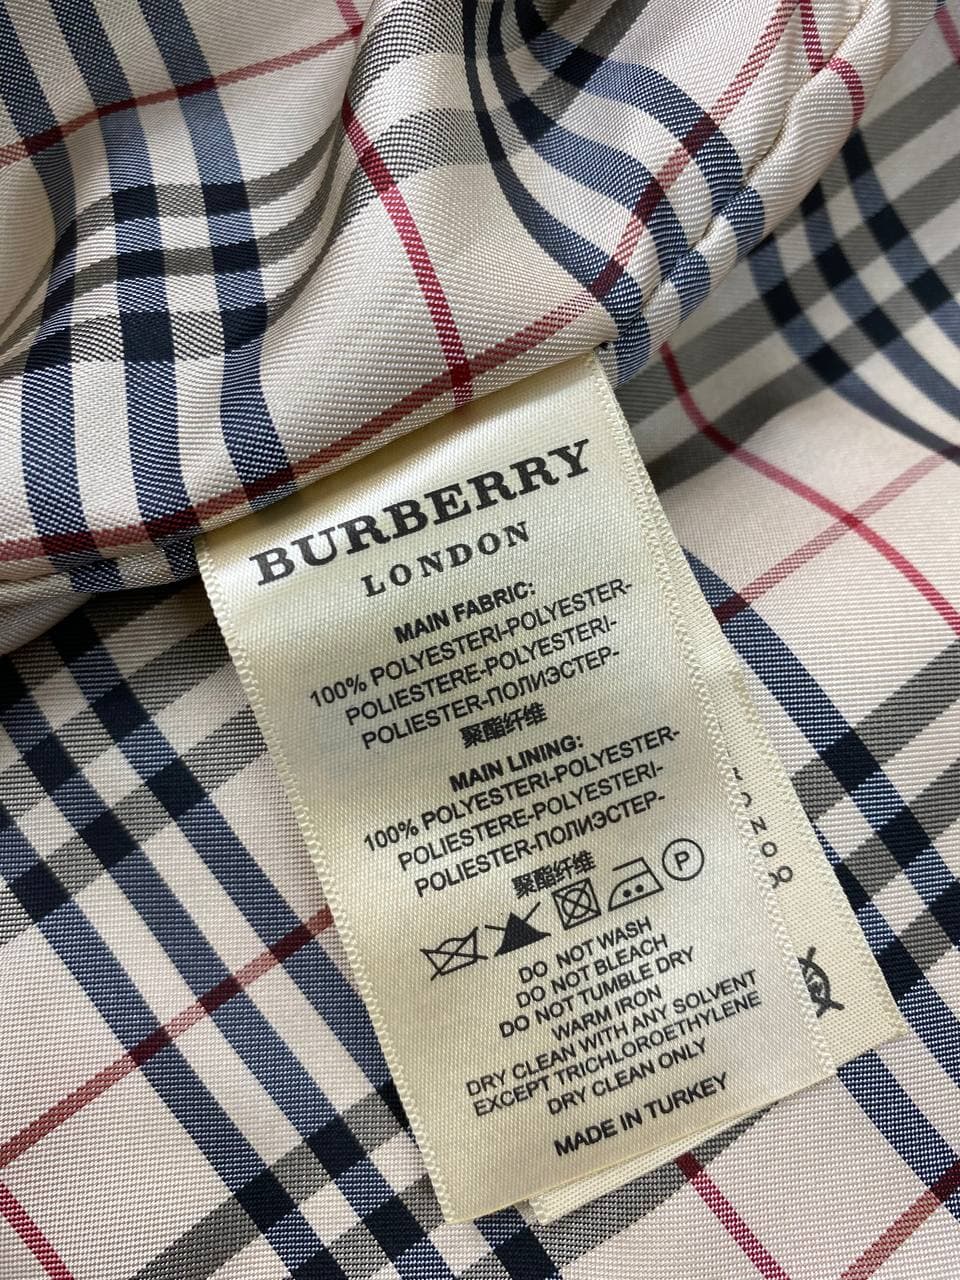 BURBERRY
LONDON
MAIN FABRIC:
100% POLYESTERI-POLYESTER-
POLIESTERE-POLYESTERI-
POLIESTER-ПОЛИЭСТЕР-
聚酯纤维
MAIN LINING:
100% POLYESTERI-POLYESTER-
POLIESTERE-POLYESTERI-
POLIESTER-ПОЛИЭСТЕР-
聚酯纤维
P
DO NOT WASH
DO NOT BLEACH
DO NOT TUMBLE DRY
WARM IRON
DRY CLEAN WITH ANY SOLVENT
EXCEPT TRICHLOROETHYLENE
DRY CLEAN ONLY
MADE IN TURKEY